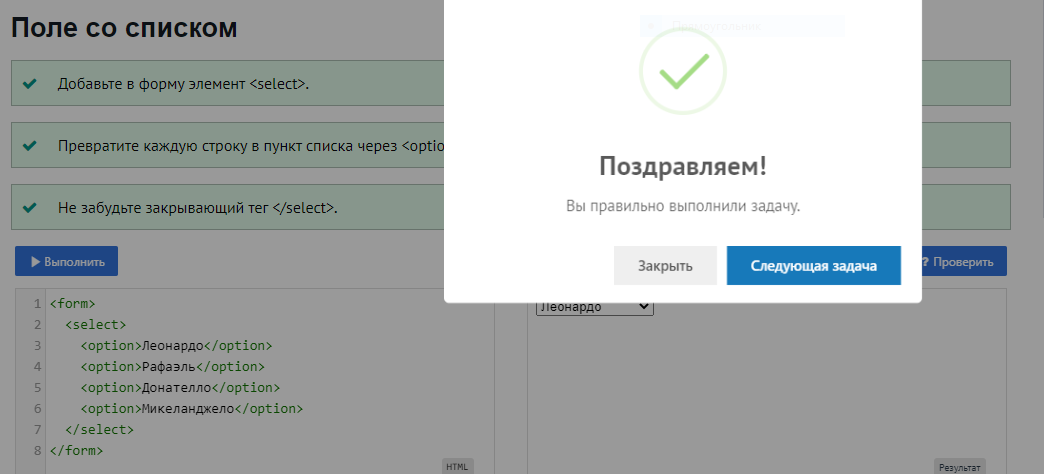 Поле со списком
Прямоугольник
Добавьте в форму элемент <select>.
Превратите каждую строку в пункт списка через <optio
Не забудьте закрывающий тег </select>.
Поздравляем!
Вы правильно выполнили задачу.
Закрыть
Следующая задача
Выполнить
? Проверить
1 <form>
2 <select>
3 <option>Леонардо</option>
4 <option>Рафаэль</option>
5 <option>Донателло</option>
6 <option>Микеланджело</option>
7 </select>
8 </form>
HTML
Леонардо
Результат